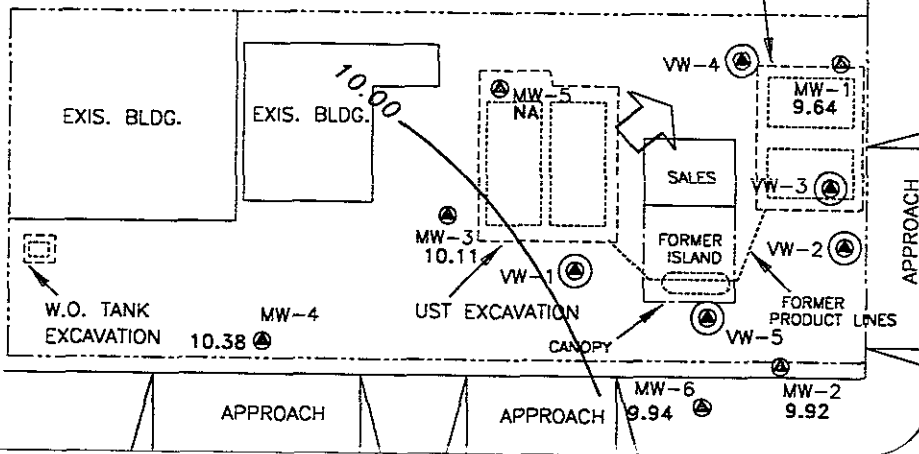 10.00
VW-4
MW-1
9.64
EXIS. BLDG.
EXIS. BLDG.
MW-5
NA
SALES
VW-3
APPROACH
MW-3
10.11
FORMER
ISLAND
VW-2
VW-1
W.O. TANK
EXCAVATION
MW-4
10.38
UST EXCAVATION
CANOPY
FORMER
PRODUCT LINES
VW-5
APPROACH
APPROACH
MW-6
9.94
MW-2
9.92